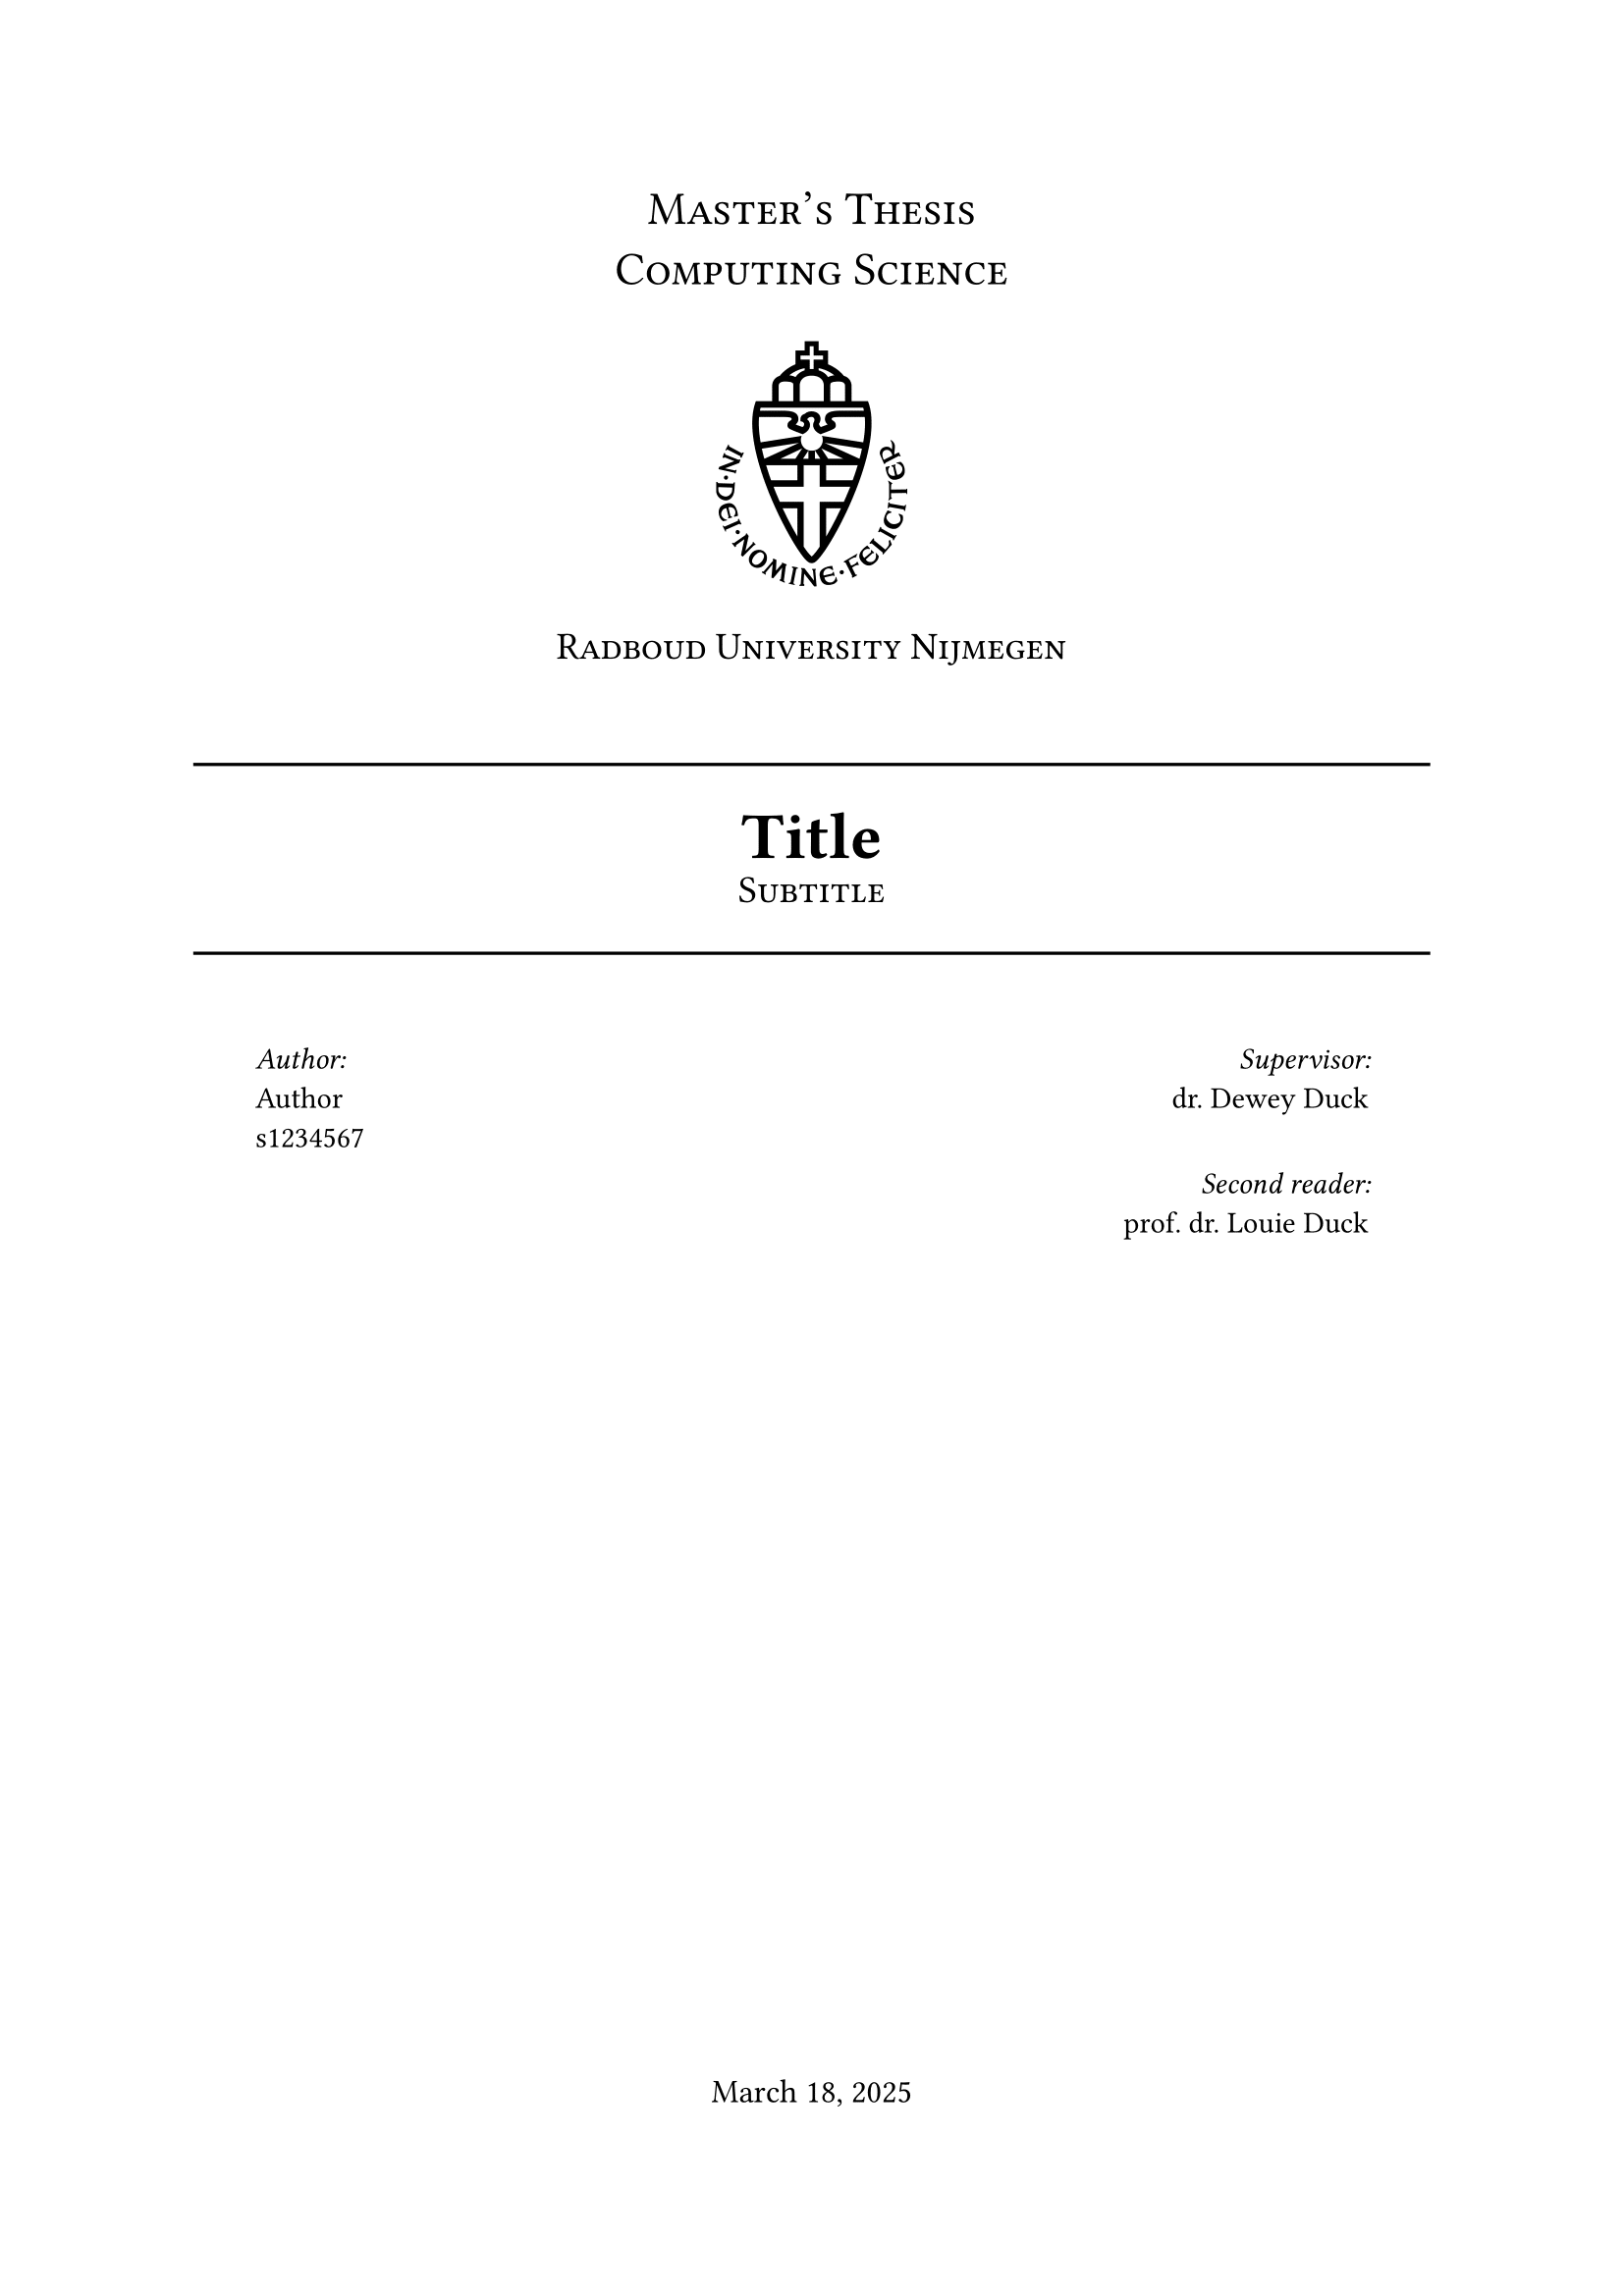 Master's Thesis
Computing Science
IN·DEI·NOMINE·FELICITER
Radboud University Nijmegen
Title
Subtitle
Author:
Author
s1234567
Supervisor:
dr. Dewey Duck
Second reader:
prof. dr. Louie Duck
March 18, 2025